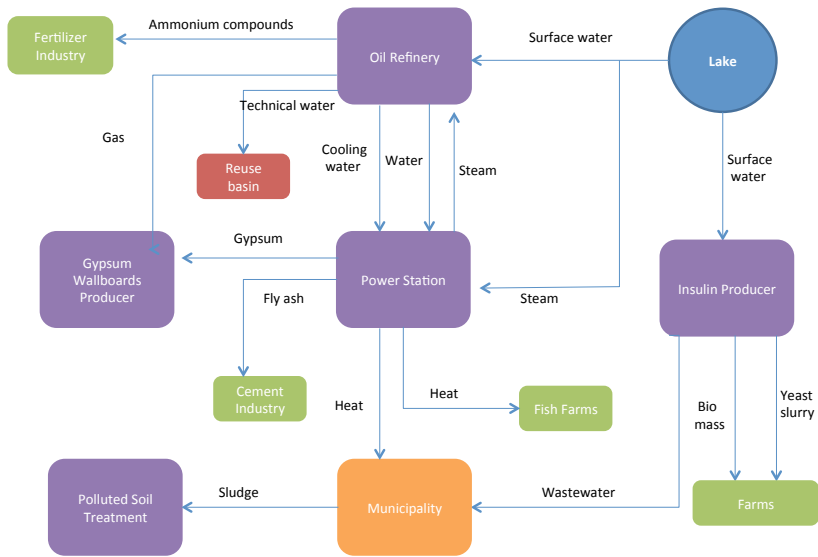 Ammonium compounds
Fertilizer
Industry
Oil Refinery
Surface water
Lake
Technical water
Gas
Cooling
water
Water
Steam
Reuse
basin
Surface
water
Gypsum
Gypsum
Wallboards
Producer
Power Station
Steam
Insulin Producer
Fly ash
Cement
Industry
Heat
Heat
Fish Farms
Bio
mass
Yeast
slurry
Polluted Soil
Treatment
Sludge
Municipality
Wastewater
Farms